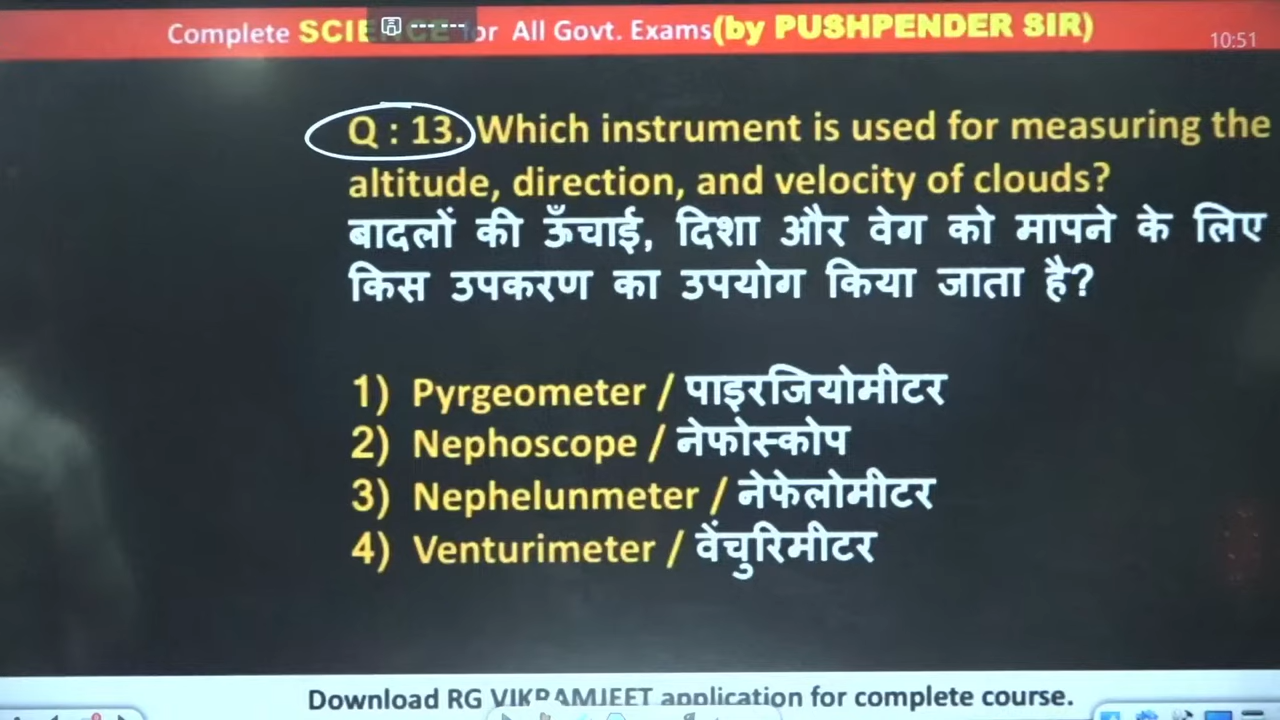 Complete SCIENCE for All Govt. Exams(by PUSHPENDER SIR)
10:51
Q : 13. Which instrument is used for measuring the
altitude, direction, and velocity of clouds?
बादलों की ऊँचाई, दिशा और वेग को मापने के लिए
किस उपकरण का उपयोग किया जाता है?
1) Pyrgeometer / पाइरजियोमीटर
2) Nephoscope / नेफोस्कोप
3) Nephelunmeter / नेफेलोमीटर
4) Venturimeter / वेंचुरिमीटर
Download RG VIKRAMJEET application for complete course.